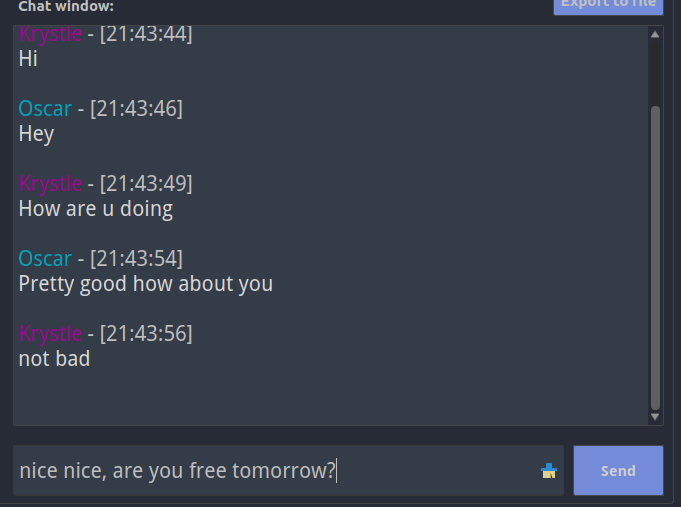 Chat window:
Export to file
Krystle - [21:43:44]
Hi
Oscar - [21:43:46]
Hey
Krystle - [21:43:49]
How are u doing
Oscar - [21:43:54]
Pretty good how about you
Krystle - [21:43:56]
not bad
nice nice, are you free tomorrow?
Send